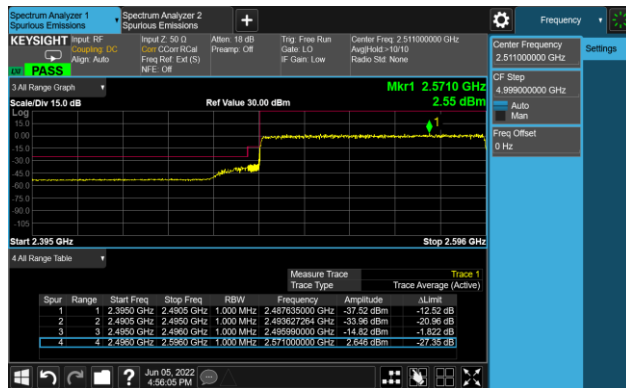 Spectrum Analyzer 1
Spurious Emissions
Spectrum Analyzer 2
Spurious Emissions
+
Frequency
KEYSIGHT Input: RF
Coupling: DC
Align: Auto
Input Z: 50 Ω
Corr CCorr RCal
Freq Ref: Ext (S)
NFE: Off
Atten: 18 dB
Preamp: Off
Trig: Free Run
Gate: LO
IF Gain: Low
Center Freq: 2.511000000 GHz
Avg|Hold:>10/10
Radio Std: None
PASS
Center Frequency
2.511000000 GHz
Settings
CF Step
4.999000000 GHz
Auto
Man
Freq Offset
0 Hz
3 All Range Graph
Mkr1 2.5710 GHz
Scale/Div 15.0 dB
Ref Value 30.00 dBm
2.55 dBm
Log
15.0
0.00
-15.0
-30.0
-45.0
-60.0
-75.0
-90.0
-105
1
Start 2.395 GHz
Stop 2.596 GHz
4 All Range Table
Measure Trace Trace 1
Trace Type Trace Average (Active)
Spur Range Start Freq Stop Freq RBW Frequency Amplitude ΔLimit
1 1 2.3950 GHz 2.4905 GHz 1.000 MHz 2.487635000 GHz -37.52 dBm -12.52 dB
2 2 2.4905 GHz 2.4950 GHz 1.000 MHz 2.493627264 GHz -33.96 dBm -20.96 dB
3 3 2.4950 GHz 2.4960 GHz 1.000 MHz 2.495990000 GHz -14.82 dBm -1.822 dB
4 4 2.4960 GHz 2.5960 GHz 1.000 MHz 2.571000000 GHz 2.646 dBm -27.35 dB
?
Jun 05, 2022
4:56:05 PM